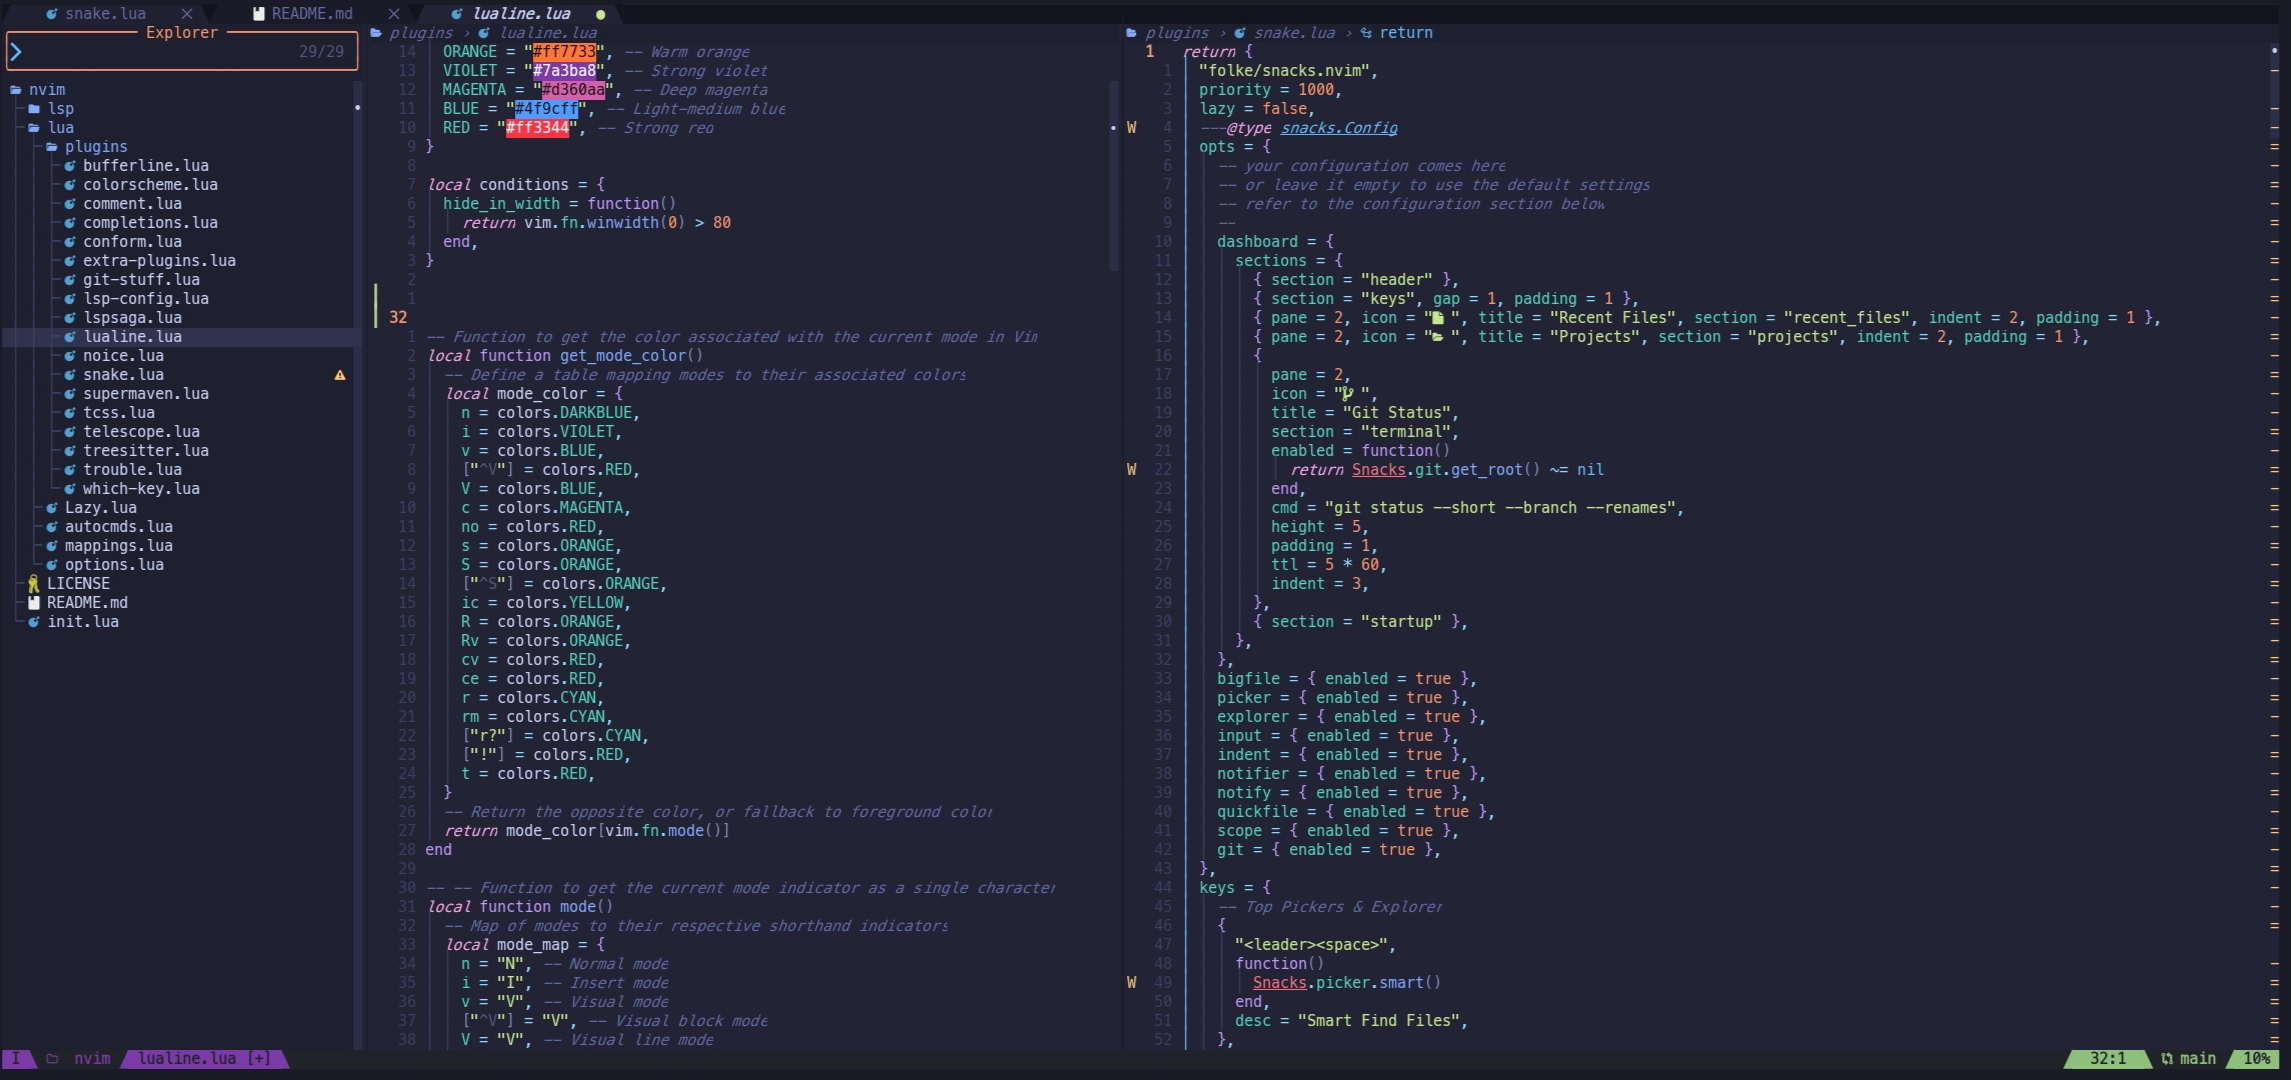 snake.lua
README.md
lualine.lua
Explorer
29/29
nvim
lsp
lua
plugins
bufferline.lua
colorscheme.lua
comment.lua
completions.lua
conform.lua
extra-plugins.lua
git-stuff.lua
lsp-config.lua
lspsaga.lua
lualine.lua
noice.lua
snake.lua
supermaven.lua
tcss.lua
telescope.lua
treesitter.lua
trouble.lua
which-key.lua
Lazy.lua
autocmds.lua
mappings.lua
options.lua
LICENSE
README.md
init.lua
plugins › lualine.lua
14 ORANGE = "#ff7733", -- Warm orange
13 VIOLET = "#7a3ba8", -- Strong violet
12 MAGENTA = "#d360aa", -- Deep magenta
11 BLUE = "#4f9cff", -- Light-medium blue
10 RED = "#ff3344", -- Strong red
9 }
8
7 local conditions = {
6 hide_in_width = function()
5 return vim.fn.winwidth(0) > 80
4 end,
3 }
2
1
32
1 -- Function to get the color associated with the current mode in Vim
2 local function get_mode_color()
3 -- Define a table mapping modes to their associated colors
4 local mode_color = {
5 n = colors.DARKBLUE,
6 i = colors.VIOLET,
7 v = colors.BLUE,
8 ["^V"] = colors.RED,
9 V = colors.BLUE,
10 c = colors.MAGENTA,
11 no = colors.RED,
12 s = colors.ORANGE,
13 S = colors.ORANGE,
14 ["^S"] = colors.ORANGE,
15 ic = colors.YELLOW,
16 R = colors.ORANGE,
17 Rv = colors.ORANGE,
18 cv = colors.RED,
19 ce = colors.RED,
20 r = colors.CYAN,
21 rm = colors.CYAN,
22 ["r?"] = colors.CYAN,
23 ["!"] = colors.RED,
24 t = colors.RED,
25 }
26 -- Return the opposite color, or fallback to foreground color
27 return mode_color[vim.fn.mode()]
28 end
29
30 -- -- Function to get the current mode indicator as a single character
31 local function mode()
32 -- Map of modes to their respective shorthand indicators
33 local mode_map = {
34 n = "N", -- Normal mode
35 i = "I", -- Insert mode
36 v = "V", -- Visual mode
37 ["^V"] = "V", -- Visual block mode
38 V = "V", -- Visual line mode
plugins › snake.lua › return
1 return {
1 "folke/snacks.nvim",
2 priority = 1000,
3 lazy = false,
W 4 ---@type snacks.Config
5 opts = {
6 -- your configuration comes here
7 -- or leave it empty to use the default settings
8 -- refer to the configuration section below
9 --
10 dashboard = {
11 sections = {
12 { section = "header" },
13 { section = "keys", gap = 1, padding = 1 },
14 { pane = 2, icon = " ", title = "Recent Files", section = "recent_files", indent = 2, padding = 1 },
15 { pane = 2, icon = " ", title = "Projects", section = "projects", indent = 2, padding = 1 },
16 {
17 pane = 2,
18 icon = " ",
19 title = "Git Status",
20 section = "terminal",
21 enabled = function()
W 22 return Snacks.git.get_root() ~= nil
23 end,
24 cmd = "git status --short --branch --renames",
25 height = 5,
26 padding = 1,
27 ttl = 5 * 60,
28 indent = 3,
29 },
30 { section = "startup" },
31 },
32 },
33 bigfile = { enabled = true },
34 picker = { enabled = true },
35 explorer = { enabled = true },
36 input = { enabled = true },
37 indent = { enabled = true },
38 notifier = { enabled = true },
39 notify = { enabled = true },
40 quickfile = { enabled = true },
41 scope = { enabled = true },
42 git = { enabled = true },
43 },
44 keys = {
45 -- Top Pickers & Explorer
46 {
47 "<leader><space>",
48 function()
W 49 Snacks.picker.smart()
50 end,
51 desc = "Smart Find Files",
52 },
I nvim lualine.lua [+]
32:1 main 10%